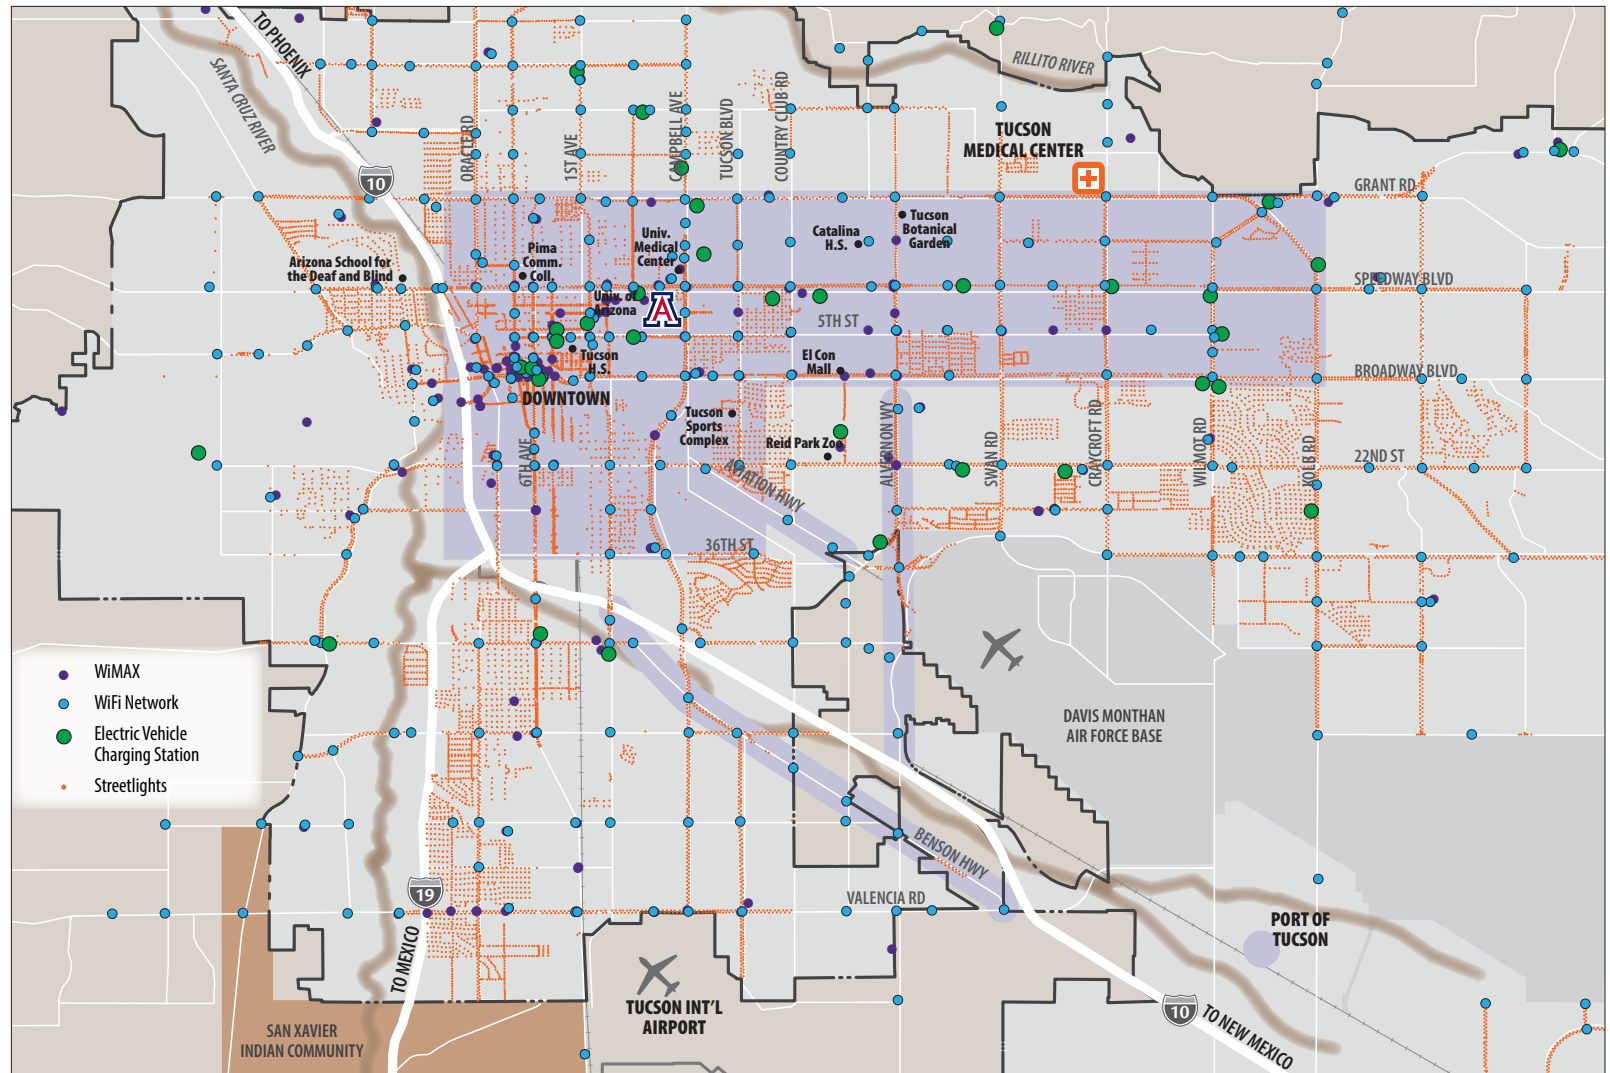 TO PHOENIX
SANTA CRUZ RIVER
RILLITO RIVER
10
ORACLE RD
1ST AVE
CAMPBELL AVE
TUCSON BLVD
COUNTRY CLUB RD
TUCSON
MEDICAL CENTER
GRANT RD
Tucson
Botanical
Garden
Catalina
H.S.
Univ.
Medical
Center
Pima
Comm.
Coll.
Arizona School for
the Deaf and Blind
SPEEDWAY BLVD
Univ. of
Arizona
A
5TH ST
Tucson
H.S.
El Con
Mall
BROADWAY BLVD
DOWNTOWN
Tucson
Sports
Complex
Reid Park Zoo
6TH AVE
ALVERNON WY
SWAN RD
CRAYCROFT RD
WILMOT RD
KOLB RD
22ND ST
AVIATION HWY
36TH ST
WiMAX
WiFi Network
Electric Vehicle
Charging Station
Streetlights
DAVIS MONTHAN
AIR FORCE BASE
BENSON HWY
19
VALENCIA RD
PORT OF
TUCSON
TO MEXICO
TUCSON INT'L
AIRPORT
10
TO NEW MEXICO
SAN XAVIER
INDIAN COMMUNITY